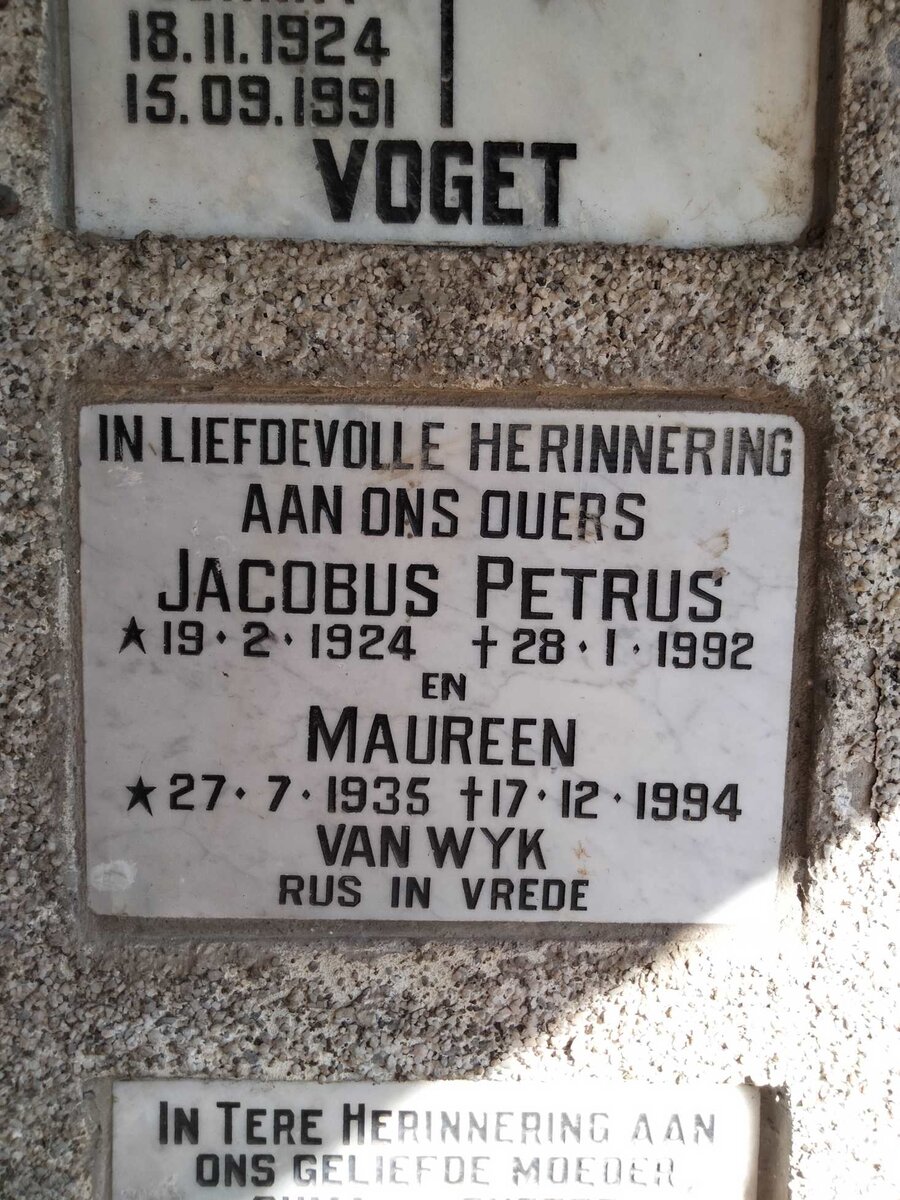 18.11.1924
15.09.1991
VOGET
IN LIEFDEVOLLE HERINNERING
AAN ONS OUERS
JACOBUS PETRUS
★ 19·2·1924 † 28·1·1992
EN
MAUREEN
★ 27·7·1935 † 17·12·1994
VAN WYK
RUS IN VREDE
IN TERE HERINNERING AAN
ONS GELIEFDE MOEDER